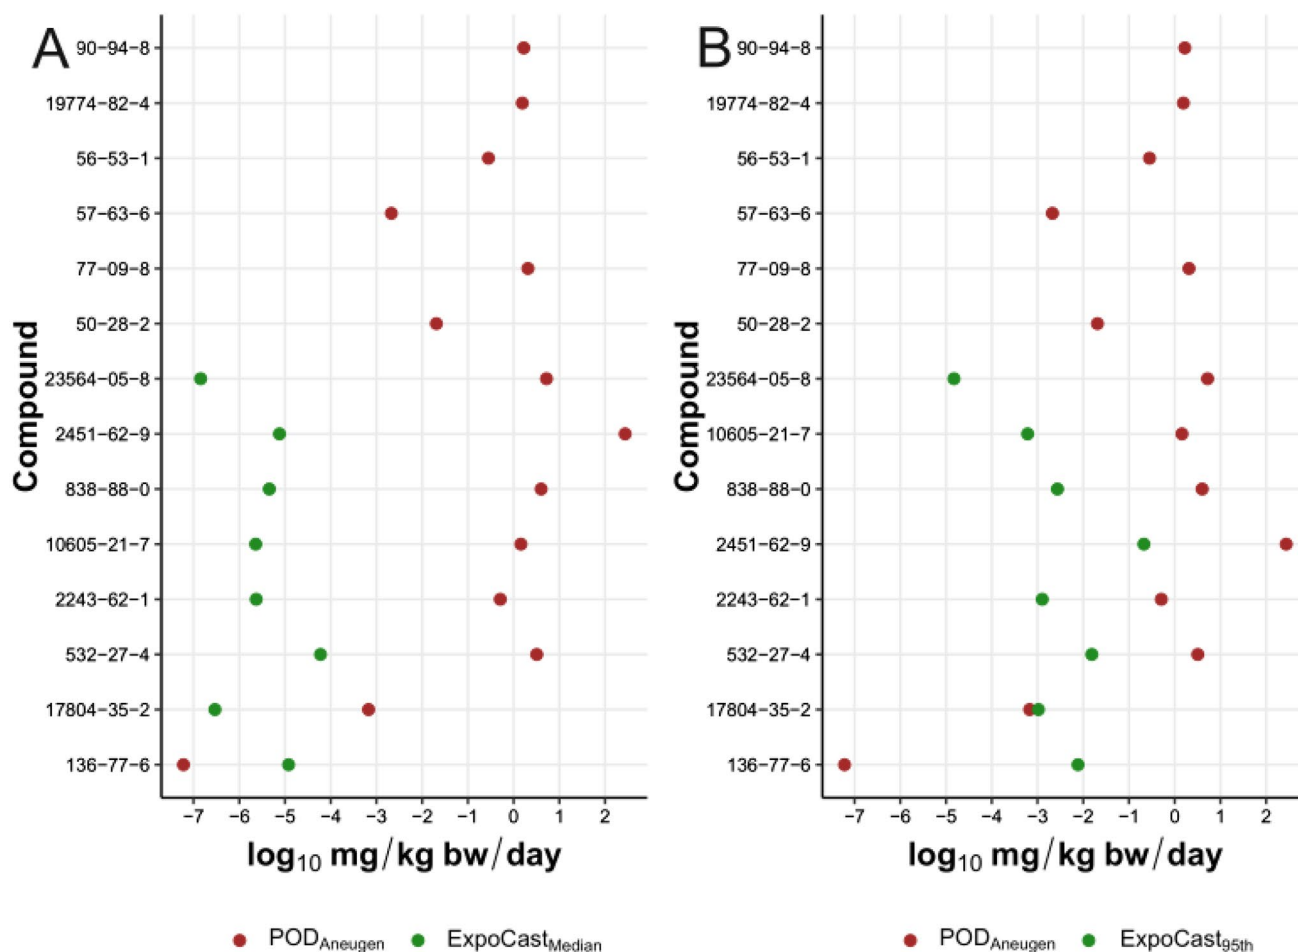 A
Compound
90−94−8
19774−82−4
56−53−1
57−63−6
77−09−8
50−28−2
23564−05−8
2451−62−9
838−88−0
10605−21−7
2243−62−1
532−27−4
17804−35−2
136−77−6
−7 −6 −5 −4 −3 −2 −1 0 1 2
log10 mg/kg bw/day
PODAneugen ExpoCastMedian
B
Compound
90−94−8
19774−82−4
56−53−1
57−63−6
77−09−8
50−28−2
23564−05−8
10605−21−7
838−88−0
2451−62−9
2243−62−1
532−27−4
17804−35−2
136−77−6
−7 −6 −5 −4 −3 −2 −1 0 1 2
log10 mg/kg bw/day
PODAneugen ExpoCast95th